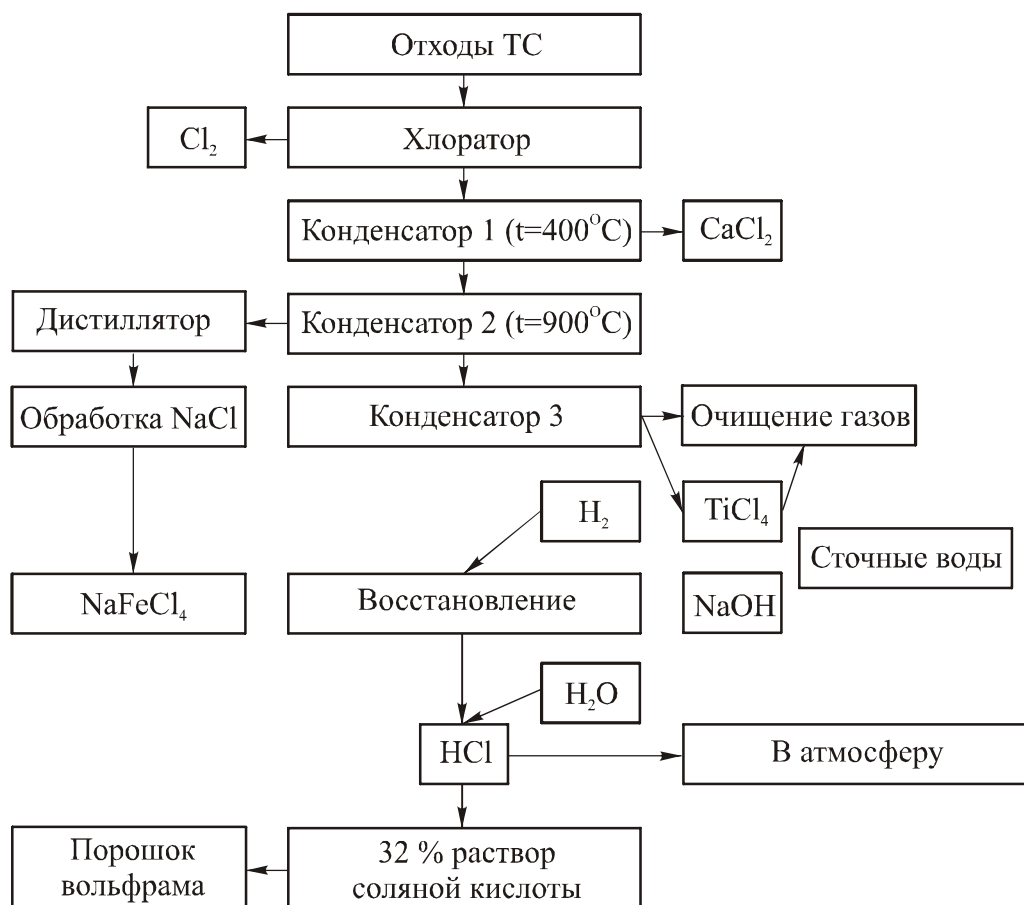 Отходы ТС
Cl₂
Хлоратор
Конденсатор 1 (t=400°C)
CaCl₂
Дистиллятор
Конденсатор 2 (t=900°C)
Обработка NaCl
Конденсатор 3
Очищение газов
H₂
TiCl₄
Сточные воды
NaFeCl₄
Восстановление
NaOH
H₂O
HCl
В атмосферу
Порошок
вольфрама
32 % раствор
соляной кислоты